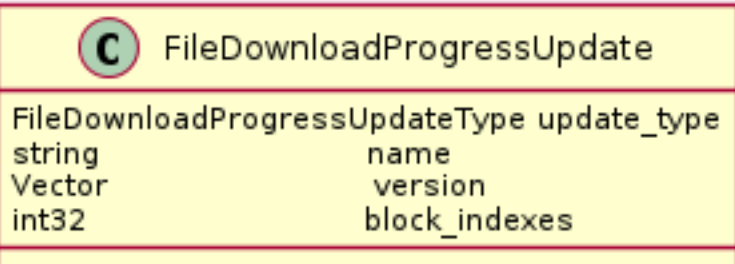 C FileDownloadProgressUpdate
FileDownloadProgressUpdateType update_type
string name
Vector version
int32 block_indexes